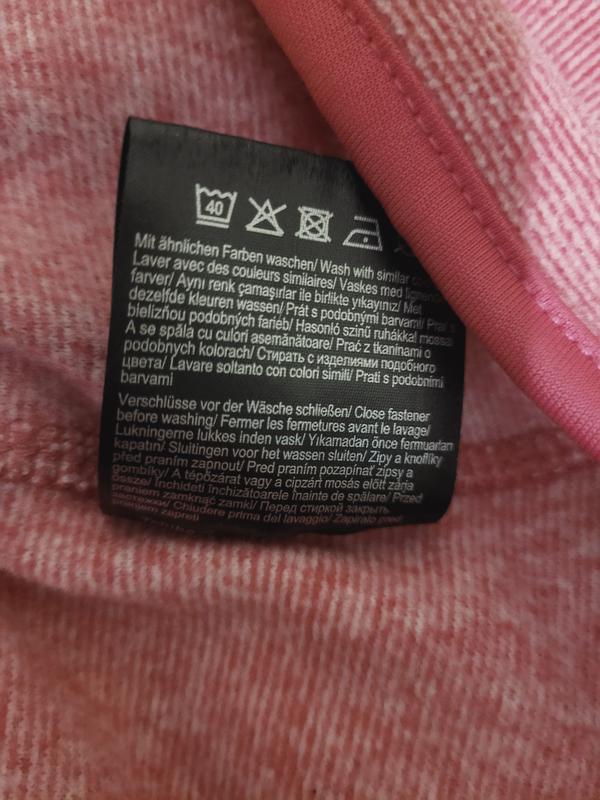 40
Mit ähnlichen Farben waschen/ Wash with similar
Laver avec des couleurs similaires/ Vaskes med
farver/ Aynı renk çamaşırlar ile birlikte yıkayınız/ Met
dezelfde kleuren wassen/ Prát s podobnými barvami/
bielizňou podobných farieb/ Hasonló színű ruhákkal mossa
A se spăla cu culori asemănătoare/ Prać z tkaninami o
podobnych kolorach/ Стирать с изделиями подобного
цвета/ Lavare soltanto con colori simili/ Prati s podobnimi
barvami
Verschlüsse vor der Wäsche schließen/ Close fastener
before washing/ Fermer les fermetures avant le lavage/
Lukningerne lukkes inden vask/ Yıkamadan önce fermuarları
kapatın/ Sluitingen voor het wassen sluiten/ Zipy a knoflíky
před praním zapnout/ Pred praním pozapínať zipsy a
gombíky/ A tépőzárat vagy a cipzárt mosás előtt zárja
össze/ Închideți închizătoarele înainte de spălare/ Przed
praniem zamknąć zamki/ Перед стиркой закрыть
застежки/ Chiudere prima del lavaggio/ Zapiralo pred
pranjem zapreti